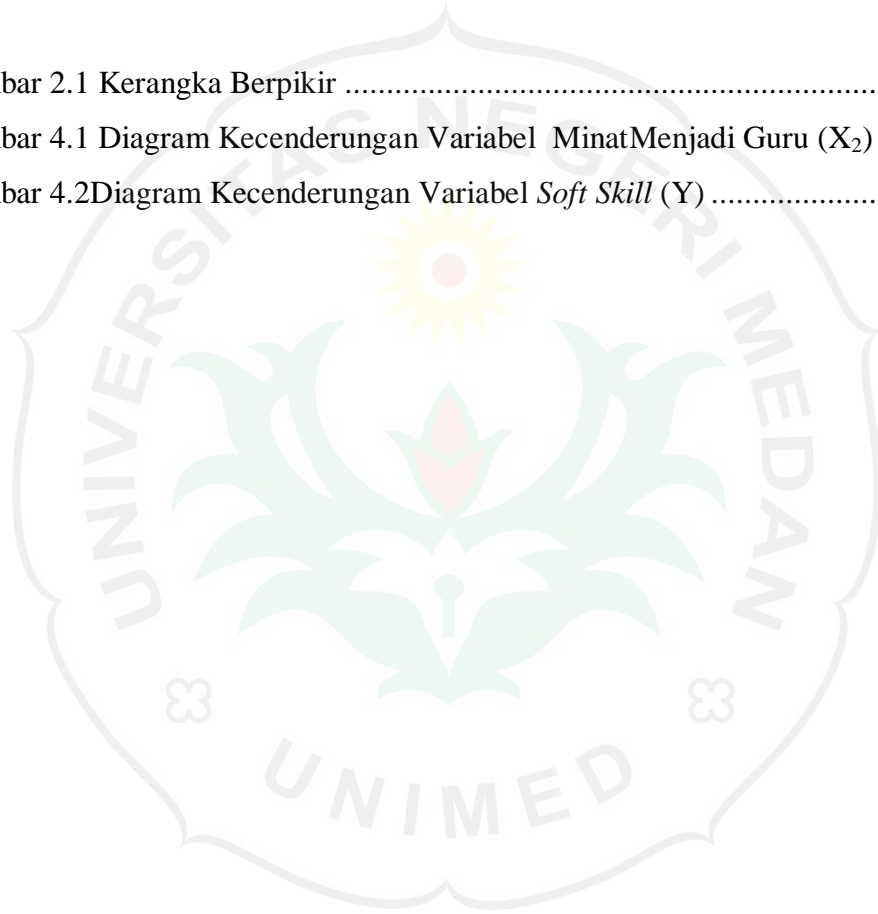 bar 2.1 Kerangka Berpikir ................................................................
bar 4.1 Diagram Kecenderungan Variabel  MinatMenjadi Guru (X₂)
bar 4.2Diagram Kecenderungan Variabel Soft Skill (Y) ....................
UNIVERSITAS NEGERI MEDAN
UNIMED